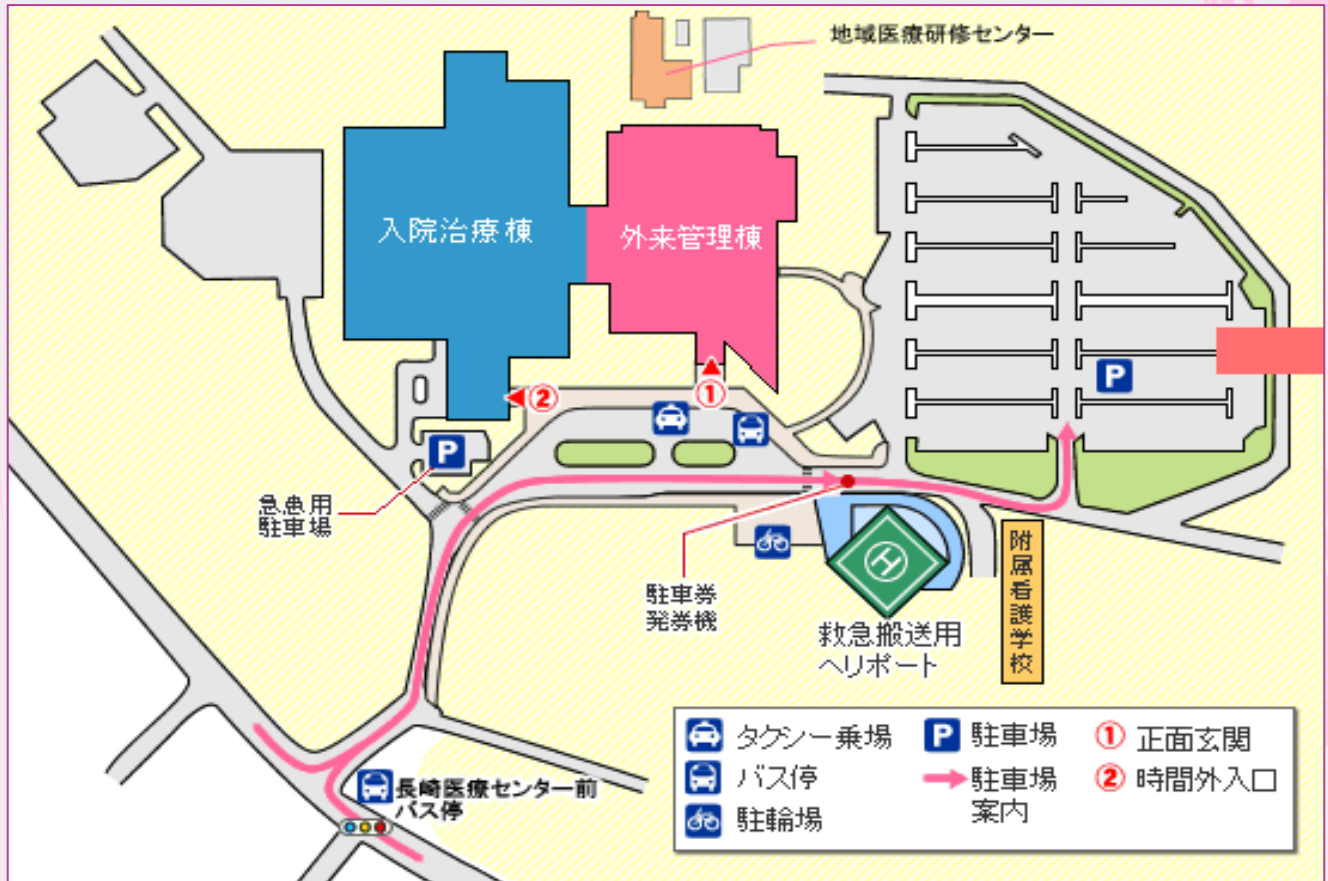 地域医療研修センター
入院治療棟
外来管理棟
①
②
P
P
急患用
駐車場
駐車券
発券機
H
救急搬送用
ヘリポート
附属看護学校
長崎医療センター前
バス停
タクシー乗場
P 駐車場
① 正面玄関
バス停
駐車場
案内
② 時間外入口
駐輪場